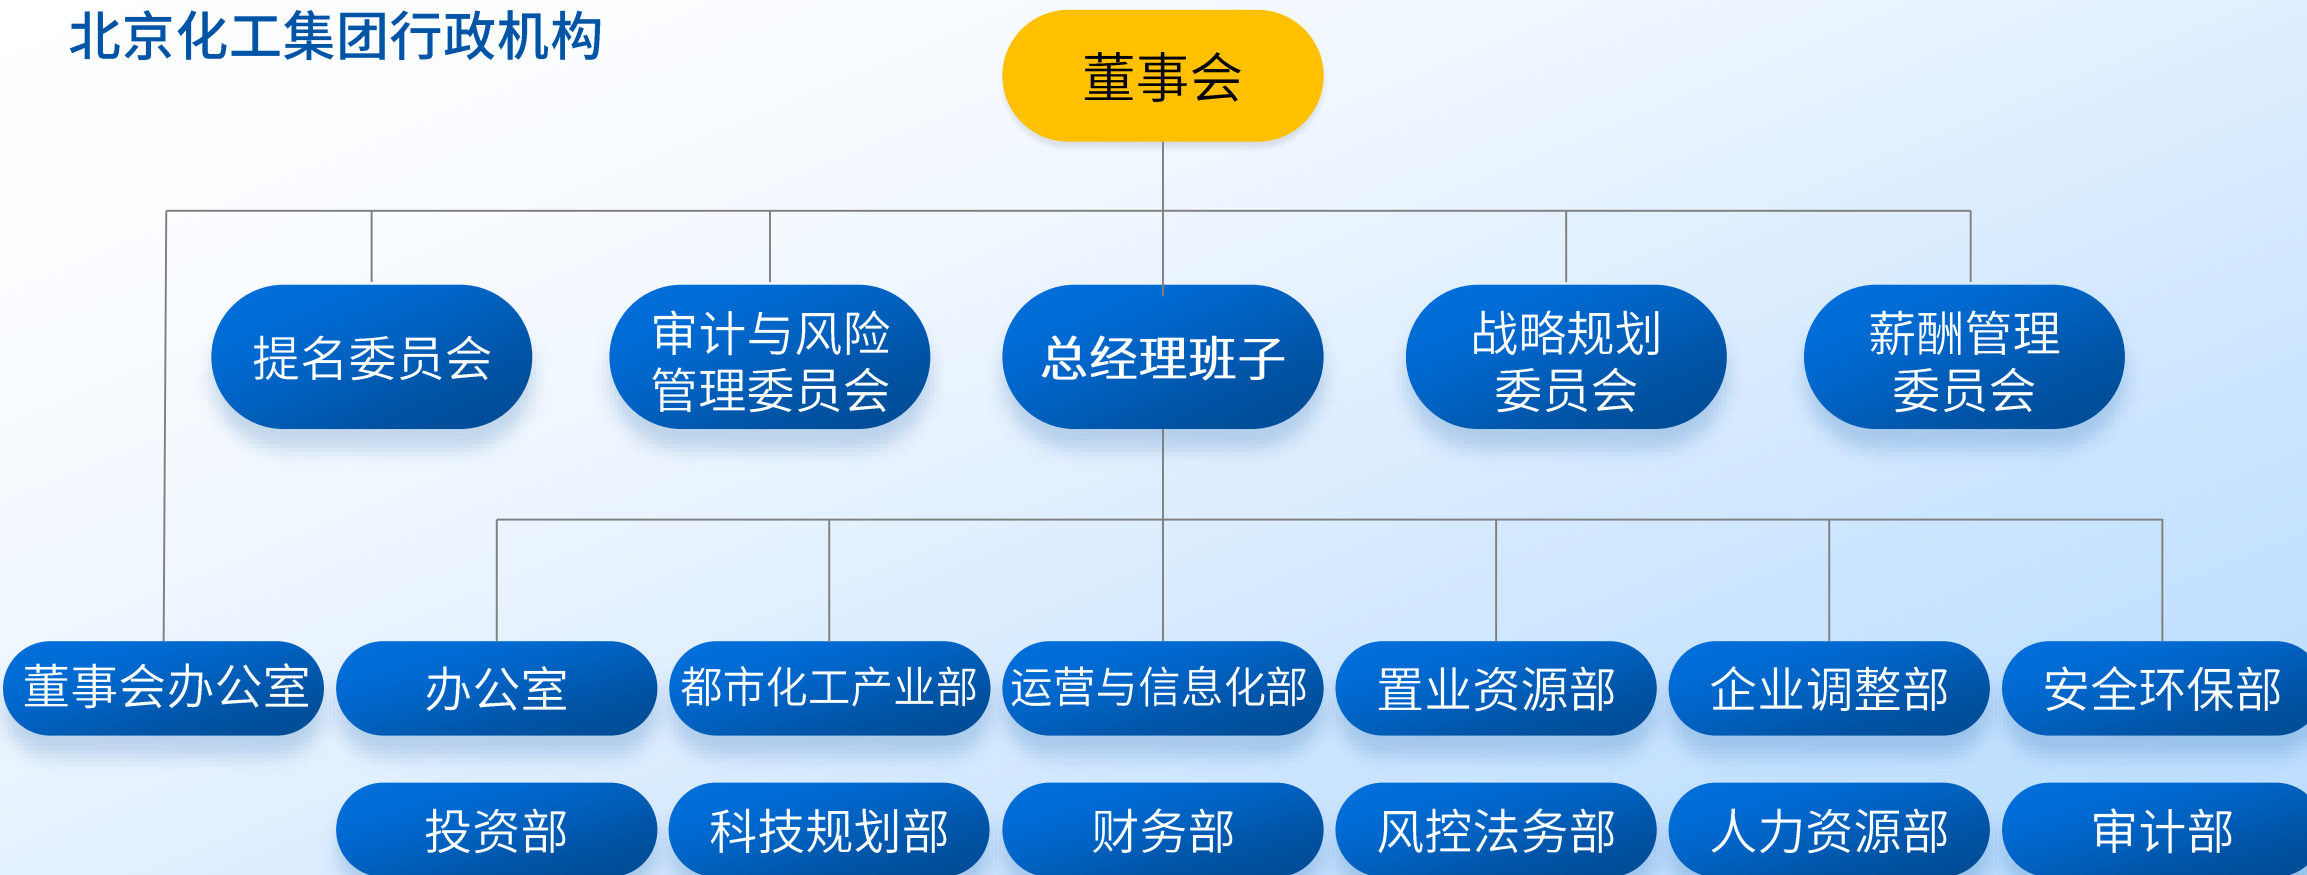 北京化工集团行政机构
董事会
提名委员会
审计与风险
管理委员会
总经理班子
战略规划
委员会
薪酬管理
委员会
董事会办公室
办公室
都市化工产业部
运营与信息化部
置业资源部
企业调整部
安全环保部
投资部
科技规划部
财务部
风控法务部
人力资源部
审计部